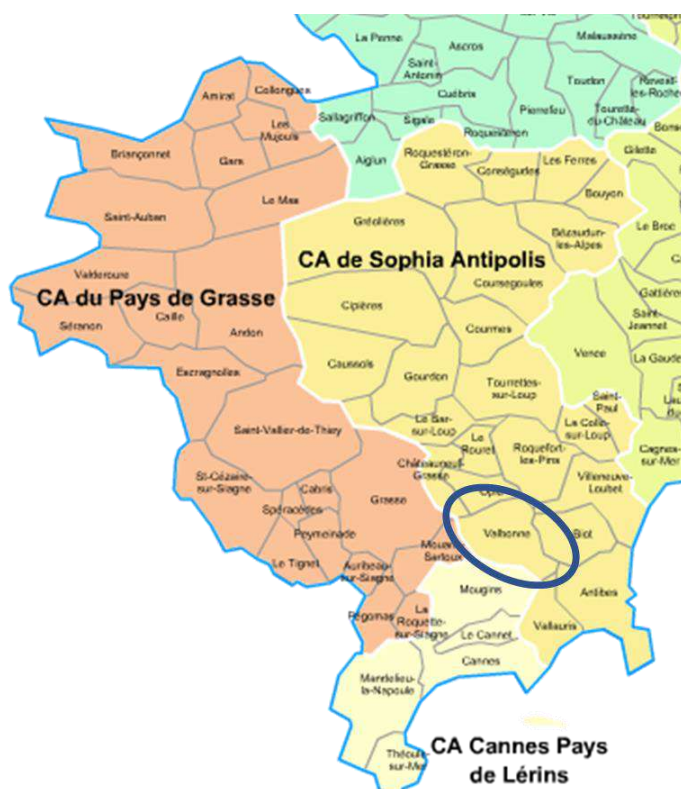 La Penne
Ascros
Malaussène
Saint-
Antonin
Toudon
Revest-
les-Roche
Collongues
Amirat
Cuébris
Pierrefeu
Tourette-
du-Château
Les
Mujouls
Sallagriffon
Sigale
Roquestéron
Bons
Briançonnet
Gars
Aiglun
Roquestéron-
Grasse
Conségudes
Les Ferres
Gilette
Bouyon
Le Mas
Saint-Auban
Gréolières
Bézaudun-
les-Alpes
Le Broc
CA de Sophia Antipolis
Valderoure
Coursegoules
Gattières
CA du Pays de Grasse
Cipières
Saint-
Jeannet
Séranon
Caille
Andon
Courmes
Vence
La Gaude
Caussols
Escragnolles
Gourdon
Tourrettes-
sur-Loup
Saint-
Paul
Le Bar-
sur-Loup
La Colle-
sur-Loup
Saint-Vallier-de-Thiey
Le
Rouret
Roquefort-
les-Pins
Cagnes-
sur-Mer
Châteauneuf-
Grasse
St-Cézaire-
sur-Siagne
Cabris
Grasse
Villeneuve-
Loubet
Spéracèdes
Valbonne
Biot
Peymeinade
Mouans
Sartoux
Le Tignet
Auribeau-
sur-Siagne
Mougins
Antibes
Pégomas
La
Roquette-
sur-Siagne
Le Cannet
Vallauris
Cannes
Mandelieu-
la-Napoule
CA Cannes Pays
de Lérins
Théoule-
sur-Mer